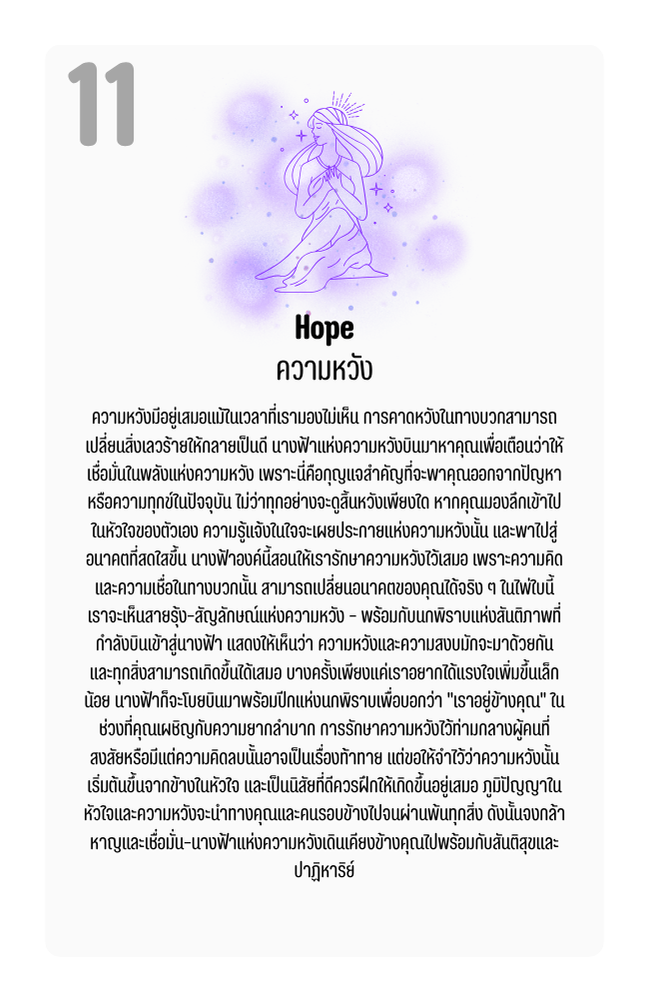 11
Hope
ความหวัง
ความหวังมีอยู่เสมอแม้ในเวลาที่เรามองไม่เห็น การคาดหวังในทางบวกสามารถ
เปลี่ยนสิ่งเลวร้ายให้กลายเป็นดี นางฟ้าแห่งความหวังบินมาหาคุณเพื่อเตือนว่าให้
เชื่อมั่นในพลังแห่งความหวัง เพราะนี่คือกุญแจสำคัญที่จะพาคุณออกจากปัญหา
หรือความทุกข์ในปัจจุบัน ไม่ว่าทุกอย่างจะดูสิ้นหวังเพียงใด หากคุณมองลึกเข้าไป
ในหัวใจของตัวเอง ความรู้แจ้งในใจจะเผยประกายแห่งความหวังนั้น และพาไปสู่
อนาคตที่สดใสขึ้น นางฟ้าองค์นี้สอนให้เรารักษาความหวังไว้เสมอ เพราะความคิด
และความเชื่อในทางบวกนั้น สามารถเปลี่ยนอนาคตของคุณได้จริง ๆ ในไพ่ใบนี้
เราจะเห็นสายรุ้ง-สัญลักษณ์แห่งความหวัง - พร้อมกับนกพิราบแห่งสันติภาพที่
กำลังบินเข้าสู่นางฟ้า แสดงให้เห็นว่า ความหวังและความสงบมักจะมาด้วยกัน
และทุกสิ่งสามารถเกิดขึ้นได้เสมอ บางครั้งเพียงแค่เราอยากได้แรงใจเพิ่มขึ้นเล็ก
น้อย นางฟ้าก็จะโบยบินมาพร้อมปีกแห่งนกพิราบเพื่อบอกว่า "เราอยู่ข้างคุณ" ใน
ช่วงที่คุณเผชิญกับความยากลำบาก การรักษาความหวังไว้ท่ามกลางผู้คนที่
สงสัยหรือมีแต่ความคิดลบนั้นอาจเป็นเรื่องท้าทาย แต่ขอให้จำไว้ว่าความหวังนั้น
เริ่มต้นขึ้นจากข้างในหัวใจ และเป็นนิสัยที่ดีควรฝึกให้เกิดขึ้นอยู่เสมอ ภูมิปัญญาใน
หัวใจและความหวังจะนำทางคุณและคนรอบข้างไปจนผ่านพ้นทุกสิ่ง ดังนั้นจงกล้า
หาญและเชื่อมั่น-นางฟ้าแห่งความหวังเดินเคียงข้างคุณไปพร้อมกับสันติสุขและ
ปาฏิหาริย์